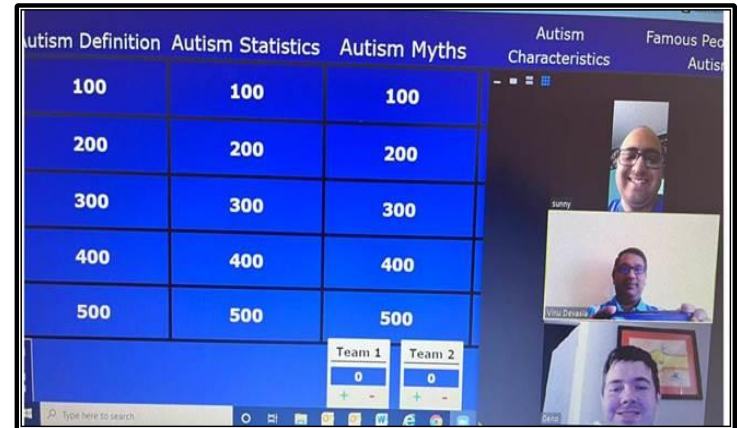 Autism Definition Autism Statistics Autism Myths Autism Characteristics Famous Peo
Autis
100 100 100
200 200 200
300 300 300
400 400 400
500 500 500
sunny
Vinu Devasia
Team 1 Team 2
0 0
+ - + -
Type here to search